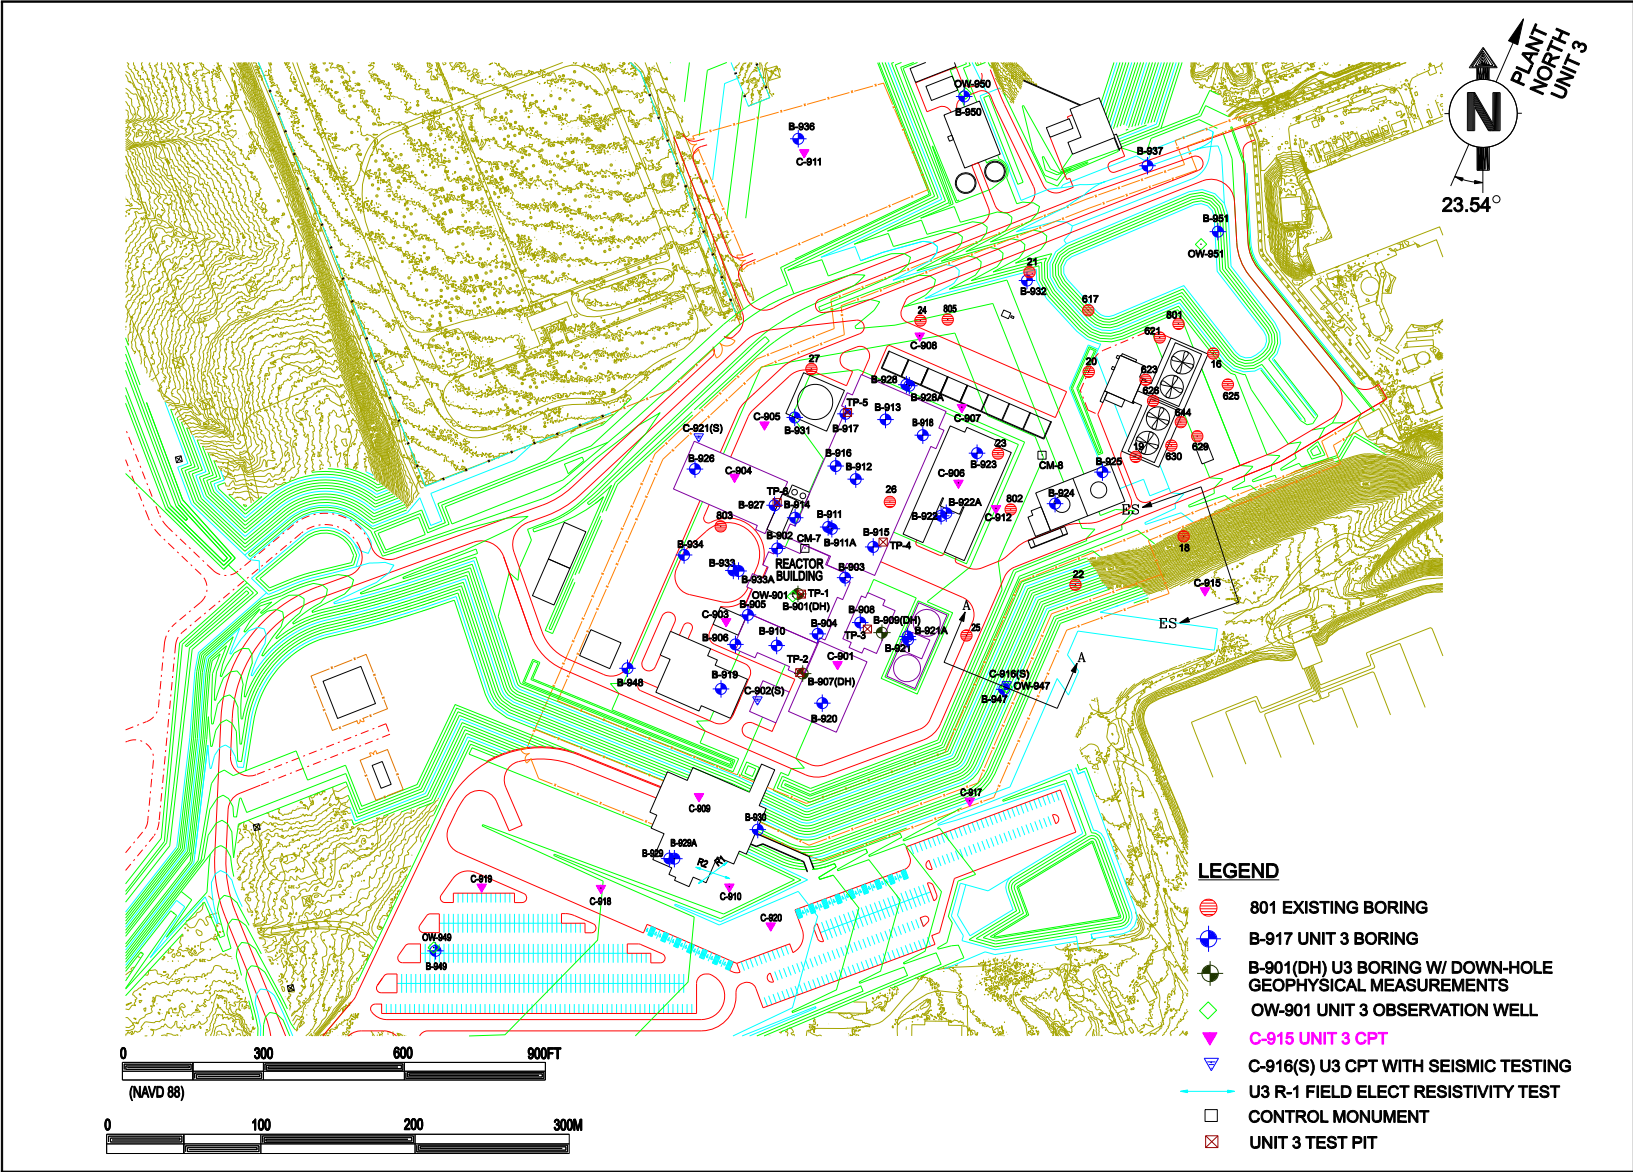 PLANT
NORTH
UNIT 3
N
23.54°
OW-950
B-950
B-936
C-911
B-937
B-951
OW-951
21
B-932
617
24
805
801
621
C-908
27
20
16
623
625
628
B-928
B-928A
TP-5
B-913
C-907
C-905
B-931
B-917
644
C-921(S)
B-918
23
629
19
630
B-926
B-916
C-904
B-912
C-906
B-923
CM-8
B-925
TP-6
26
B-927
B-914
B-922A
802
B-924
ES
803
B-911
B-922
C-912
B-902
CM-7
B-911A
B-915
TP-4
18
B-934
REACTOR
BUILDING
B-933
B-933A
B-903
22
C-915
OW-901
TP-1
B-901(DH)
A
B-905
C-903
B-908
B-909(DH)
ES
B-906
B-910
B-904
TP-3
B-921A
25
B-921
TP-2
C-901
A
B-948
B-919
B-907(DH)
C-916(S)
OW-947
B-947
C-902(S)
B-920
C-909
C-917
B-930
B-929
B-929A
R2
R1
C-919
C-918
C-910
C-920
OW-949
B-949
LEGEND
801 EXISTING BORING
B-917 UNIT 3 BORING
B-901(DH) U3 BORING W/ DOWN-HOLE
GEOPHYSICAL MEASUREMENTS
OW-901 UNIT 3 OBSERVATION WELL
C-915 UNIT 3 CPT
C-916(S) U3 CPT WITH SEISMIC TESTING
U3 R-1 FIELD ELECT RESISTIVITY TEST
CONTROL MONUMENT
UNIT 3 TEST PIT
0 300 600 900FT
(NAVD 88)
0 100 200 300M